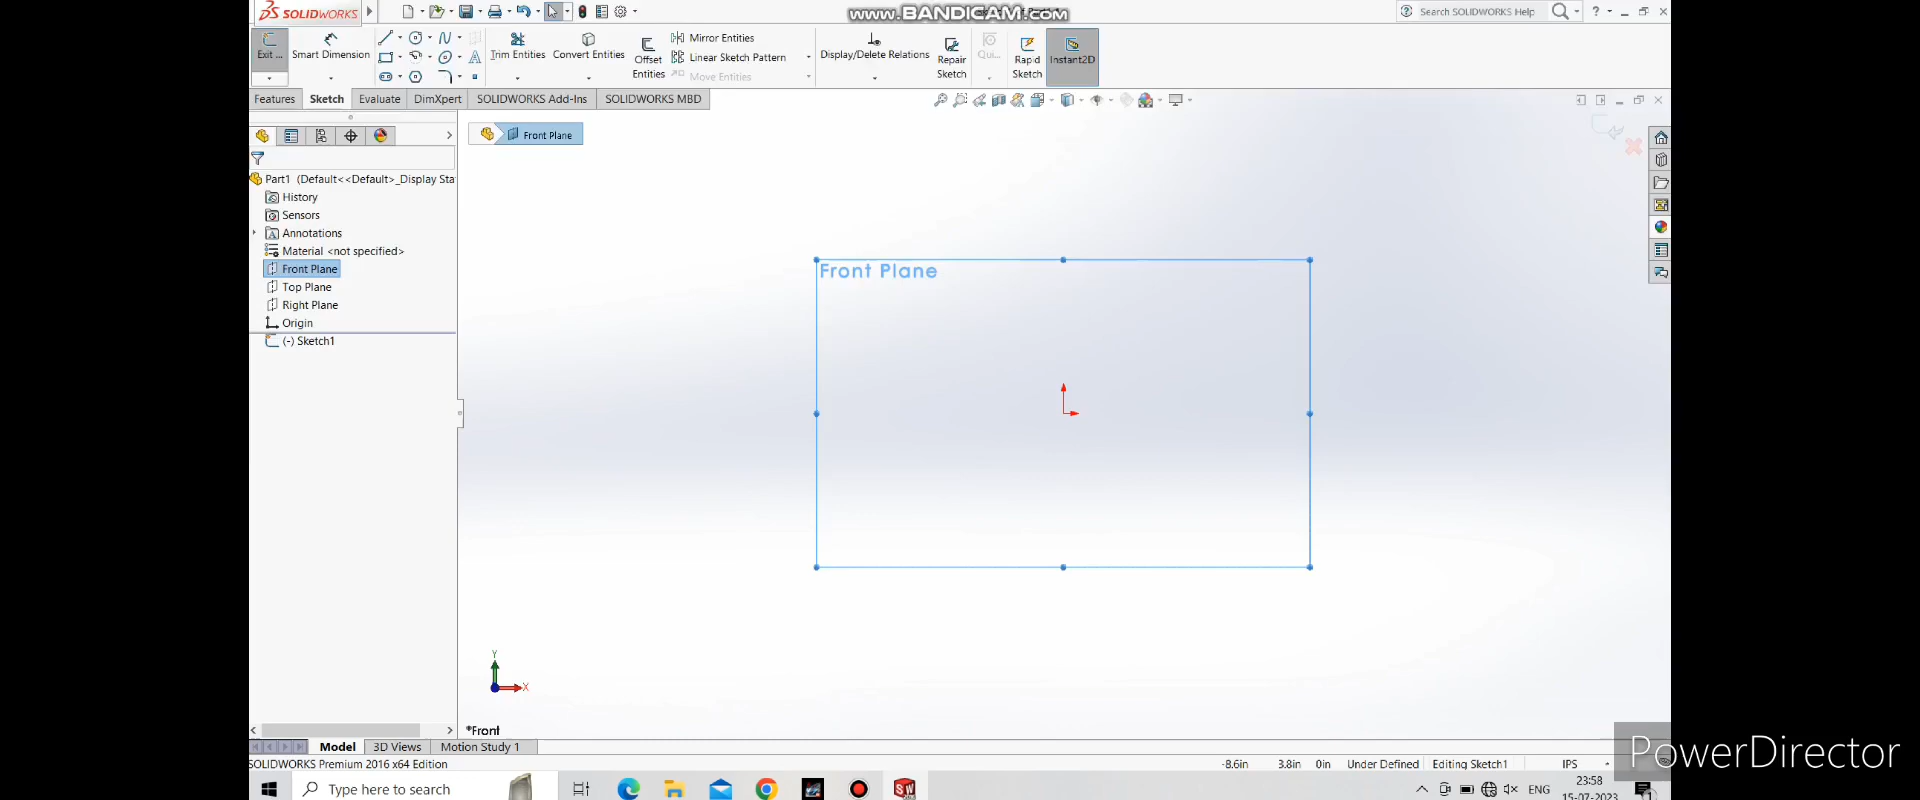 SOLIDWORKS
www.BANDICAM.com
Search SOLIDWORKS Help
Exit ...
Smart Dimension
Trim Entities
Convert Entities
Offset Entities
Mirror Entities
Linear Sketch Pattern
Move Entities
Display/Delete Relations
Repair Sketch
Qui...
Rapid Sketch
Instant2D
Features
Sketch
Evaluate
DimXpert
SOLIDWORKS Add-Ins
SOLIDWORKS MBD
Front Plane
Part1 (Default<<Default>_Display Sta
History
Sensors
Annotations
Material <not specified>
Front Plane
Top Plane
Right Plane
Origin
(-) Sketch1
Front Plane
Y
X
*Front
Model
3D Views
Motion Study 1
SOLIDWORKS Premium 2016 x64 Edition
-8.6in
3.8in
0in
Under Defined
Editing Sketch1
IPS
PowerDirector
Type here to search
ENG
23:58
15-07-2023